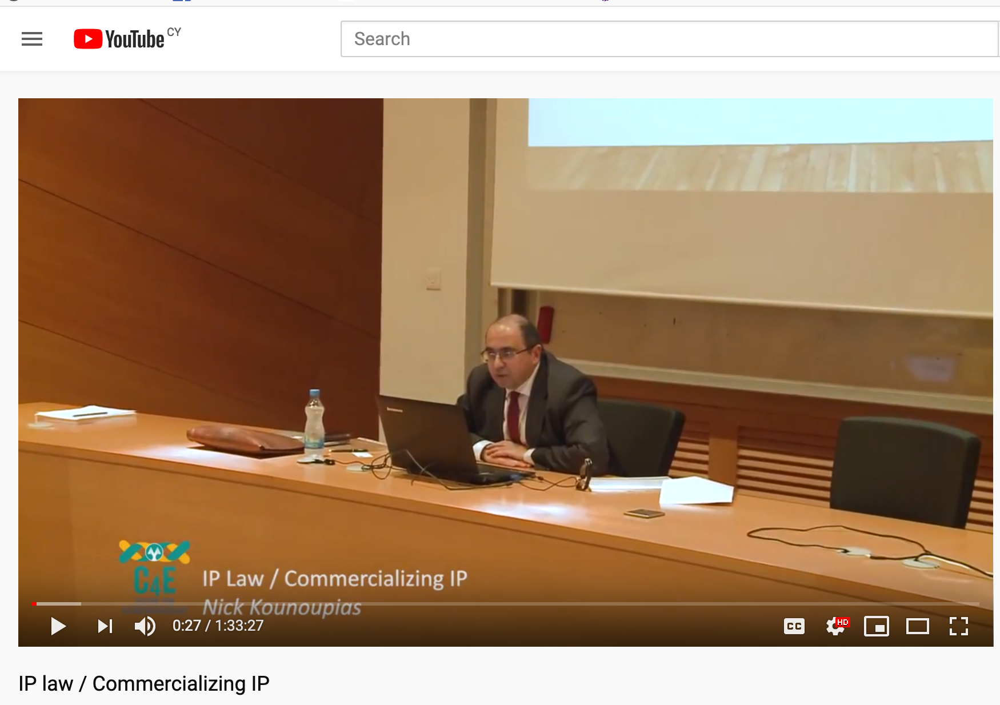 YouTube CY
Search
lenovo
C4E
IP Law / Commercializing IP
Nick Kounoupias
0:27 / 1:33:27
CC
HD
IP law / Commercializing IP